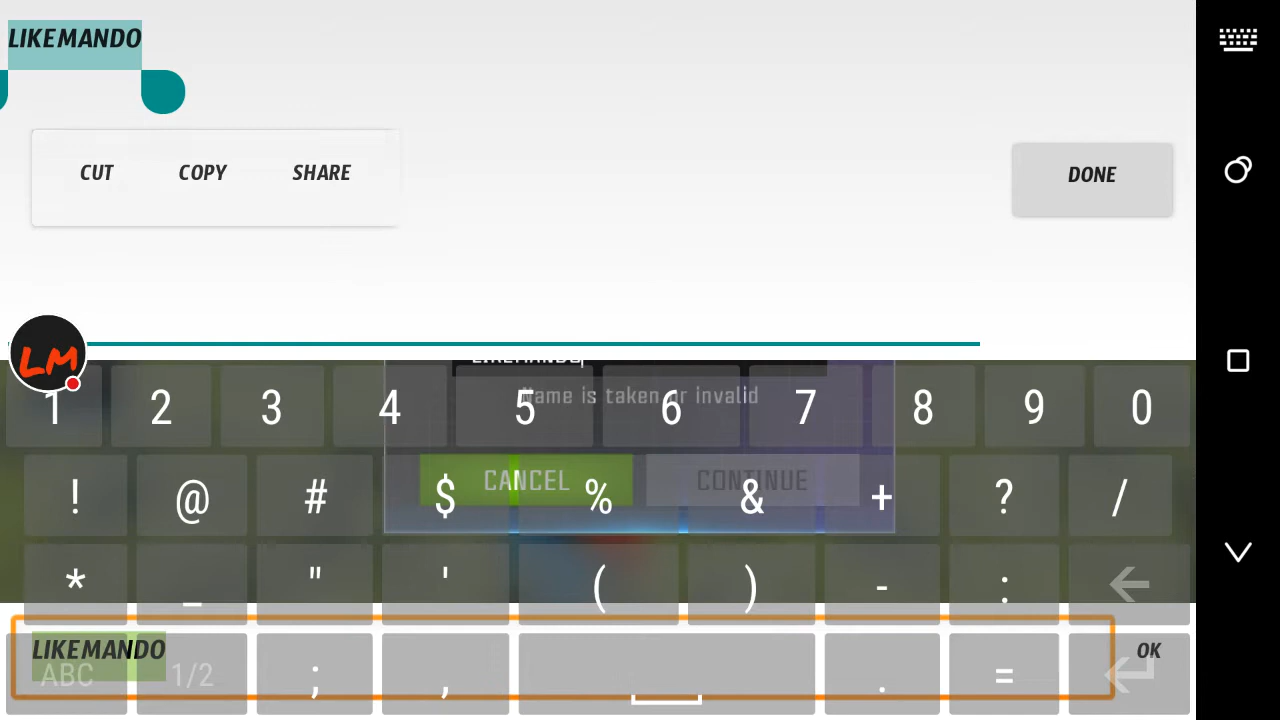 LIKEMANDO
CUT COPY SHARE
DONE
LM
LIKEMANDO
1 2 3 4 5 6 7 8 9 0
Name is taken or invalid
CANCEL CONTINUE
! @ # $ % & + ? /
* _ " ' ( ) - :
LIKEMANDO OK
ABC 1/2 ; , . =